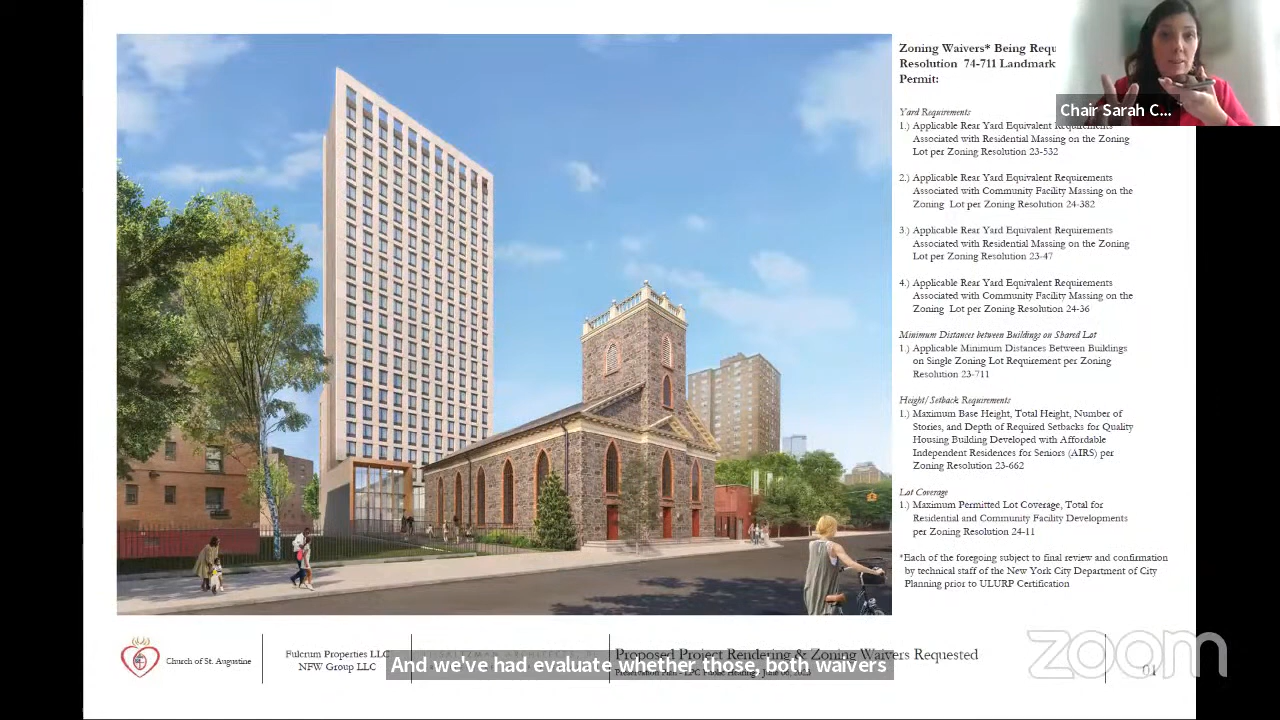 Zoning Waivers* Being Requ
Resolution 74-711 Landmark
Permit:
Chair Sarah C...
Yard Requirements
1.) Applicable Rear Yard Equivalent Requirements
Associated with Residential Massing on the Zoning
Lot per Zoning Resolution 23-532
2.) Applicable Rear Yard Equivalent Requirements
Associated with Community Facility Massing on the
Zoning Lot per Zoning Resolution 24-382
3.) Applicable Rear Yard Equivalent Requirements
Associated with Residential Massing on the Zoning
Lot per Zoning Resolution 23-47
4.) Applicable Rear Yard Equivalent Requirements
Associated with Community Facility Massing on the
Zoning Lot per Zoning Resolution 24-36
Minimum Distances between Buildings on Shared Lot
1.) Applicable Minimum Distances Between Buildings
on Single Zoning Lot Requirement per Zoning
Resolution 23-711
Height/Setback Requirements
1.) Maximum Base Height, Total Height, Number of
Stories, and Depth of Required Setbacks for Quality
Housing Building Developed with Affordable
Independent Residences for Seniors (AIRS) per
Zoning Resolution 23-662
Lot Coverage
1.) Maximum Permitted Lot Coverage, Total for
Residential and Community Facility Developments
per Zoning Resolution 24-11
*Each of the foregoing subject to final review and confirmation
by technical staff of the New York City Department of City
Planning prior to ULURP Certification
Church of St. Augustine
Fulcrum Properties LLC
NFW Group LLC
Proposed Project Rendering & Zoning Waivers Requested
And we've had evaluate whether those, both waivers
zoom
01